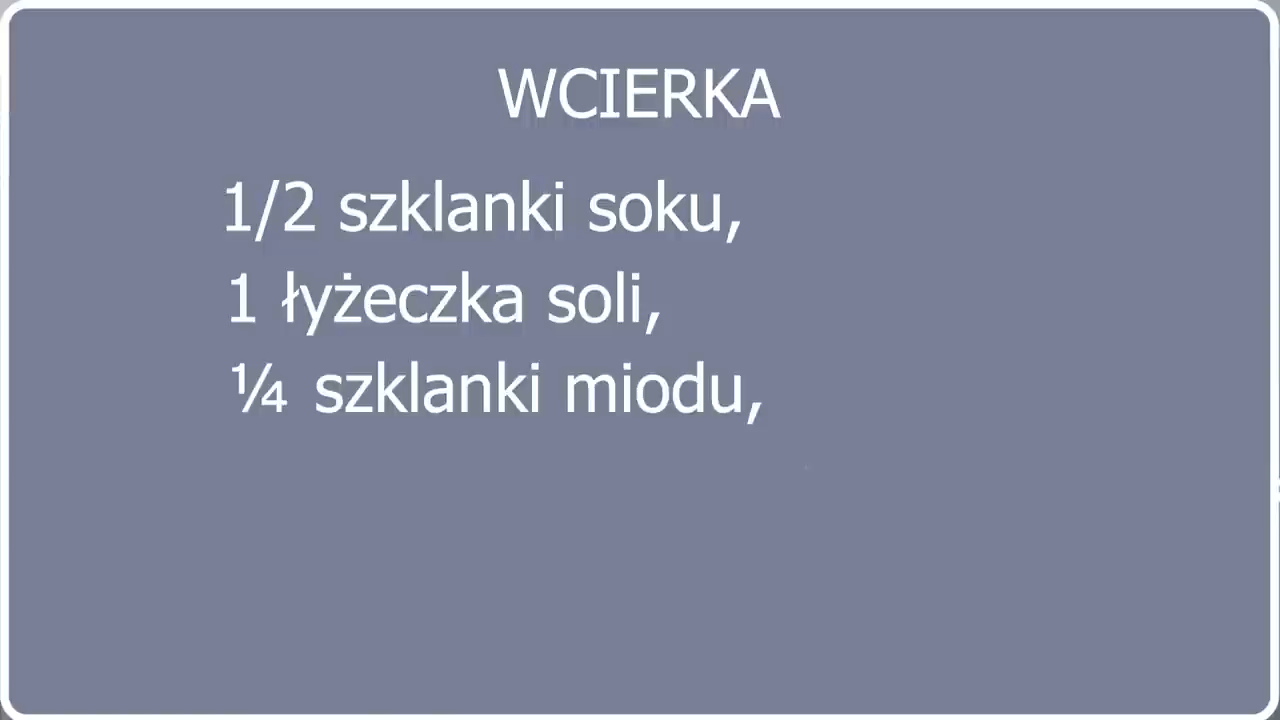 WCIERKA
1/2 szklanki soku,
1 łyżeczka soli,
¼ szklanki miodu,